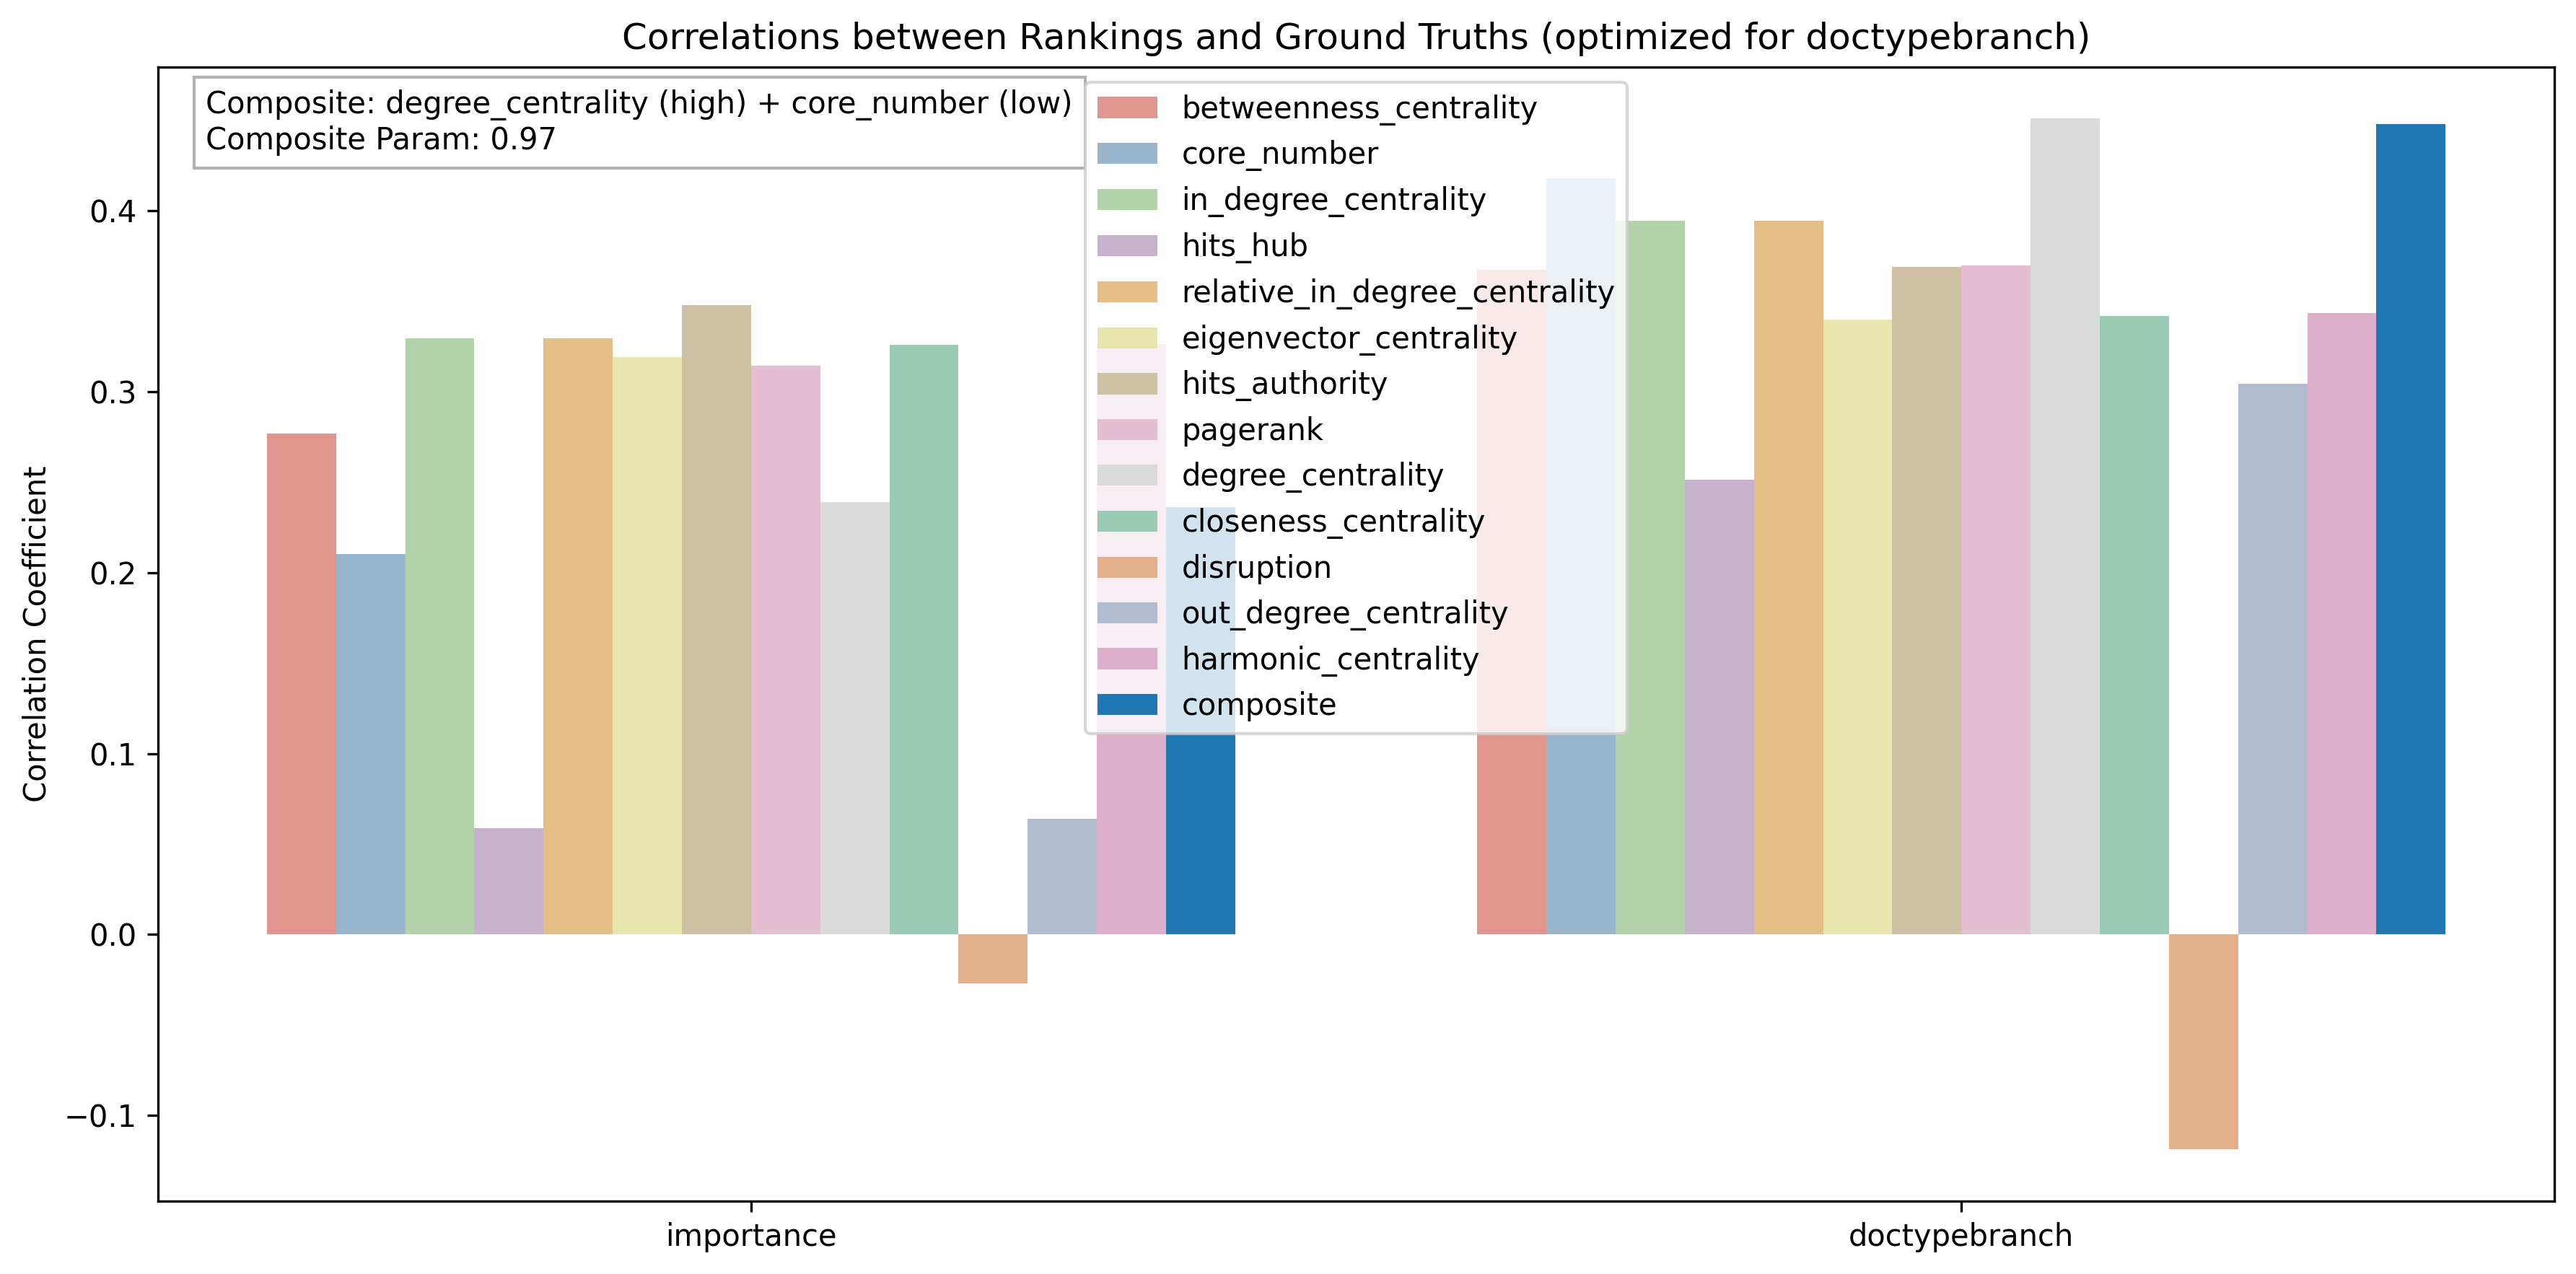 Correlations between Rankings and Ground Truths (optimized for doctypebranch)
Composite: degree_centrality (high) + core_number (low)
Composite Param: 0.97
betweenness_centrality
core_number
in_degree_centrality
hits_hub
relative_in_degree_centrality
eigenvector_centrality
hits_authority
pagerank
degree_centrality
closeness_centrality
disruption
out_degree_centrality
harmonic_centrality
composite
Correlation Coefficient
0.4
0.3
0.2
0.1
0.0
−0.1
importance
doctypebranch